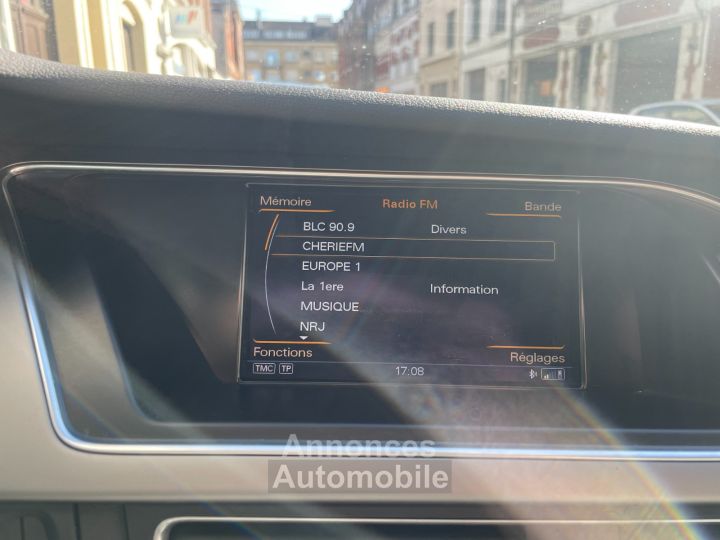 Mémoire Radio FM Bande
BLC 90.9 Divers
CHERIEFM
EUROPE 1
La 1ere Information
MUSIQUE
NRJ
Fonctions Réglages
TMC TP 17:08
Annonces
Automobile